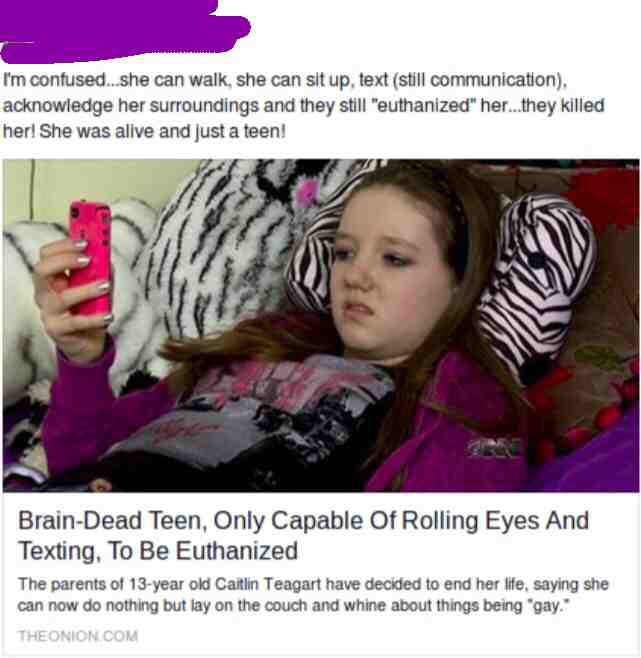 I'm confused...she can walk, she can sit up, text (still communication),
acknowledge her surroundings and they still "euthanized" her...they killed
her! She was alive and just a teen!
Brain-Dead Teen, Only Capable Of Rolling Eyes And
Texting, To Be Euthanized
The parents of 13-year old Caitlin Teagart have decided to end her life, saying she
can now do nothing but lay on the couch and whine about things being "gay."
THEONION.COM